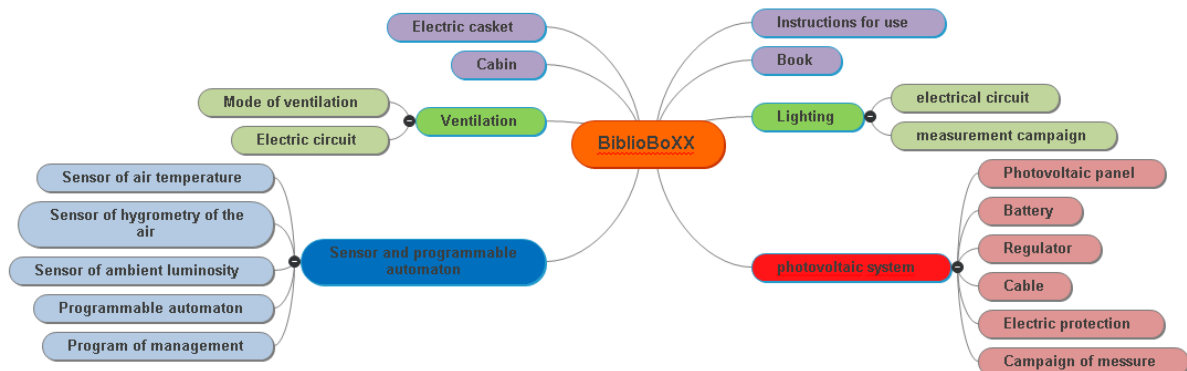 Electric casket
Cabin
Mode of ventilation
Ventilation
Electric circuit
Sensor of air temperature
Sensor of hygrometry of the
air
Sensor of ambient luminosity
Programmable automaton
Program of management
Sensor and programmable
automaton
BiblioBoXX
Instructions for use
Book
Lighting
electrical circuit
measurement campaign
photovoltaic system
Photovoltaic panel
Battery
Regulator
Cable
Electric protection
Campaign of messure